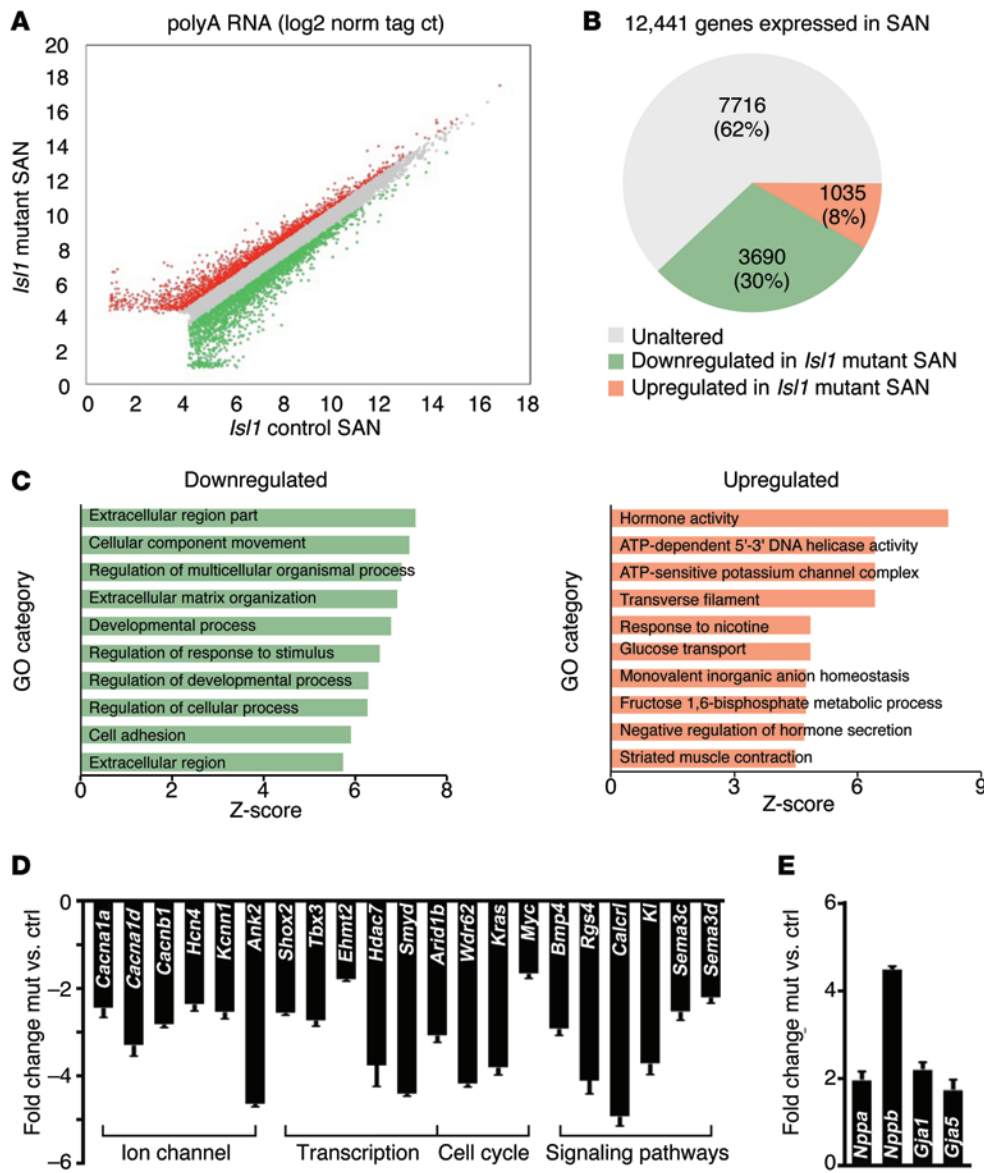 A
polyA RNA (log2 norm tag ct)
20
18
16
14
12
10
8
6
4
2
0
Isl1 mutant SAN
0 2 4 6 8 10 12 14 16 18
Isl1 control SAN
B
12,441 genes expressed in SAN
7716
(62%)
1035
(8%)
3690
(30%)
Unaltered
Downregulated in Isl1 mutant SAN
Upregulated in Isl1 mutant SAN
C
Downregulated
GO category
Extracellular region part
Cellular component movement
Regulation of multicellular organismal process
Extracellular matrix organization
Developmental process
Regulation of response to stimulus
Regulation of developmental process
Regulation of cellular process
Cell adhesion
Extracellular region
0 2 4 6 8
Z-score
Upregulated
GO category
Hormone activity
ATP-dependent 5'-3' DNA helicase activity
ATP-sensitive potassium channel complex
Transverse filament
Response to nicotine
Glucose transport
Monovalent inorganic anion homeostasis
Fructose 1,6-bisphosphate metabolic process
Negative regulation of hormone secretion
Striated muscle contraction
0 3 6 9
Z-score
D
Fold change mut vs. ctrl
0
–2
–4
–6
Cacna1a
Cacna1d
Cacnb1
Hcn4
Kcnn1
Ank2
Shox2
Tbx3
Ehmt2
Hdac7
Smyd
Arid1b
Wdr62
Kras
Myc
Bmp4
Rgs4
Calcrl
Kl
Sema3c
Sema3d
Ion channel
Transcription
Cell cycle
Signaling pathways
E
Fold change mut vs. ctrl
6
4
2
0
Nppa
Nppb
Gja1
Gja5